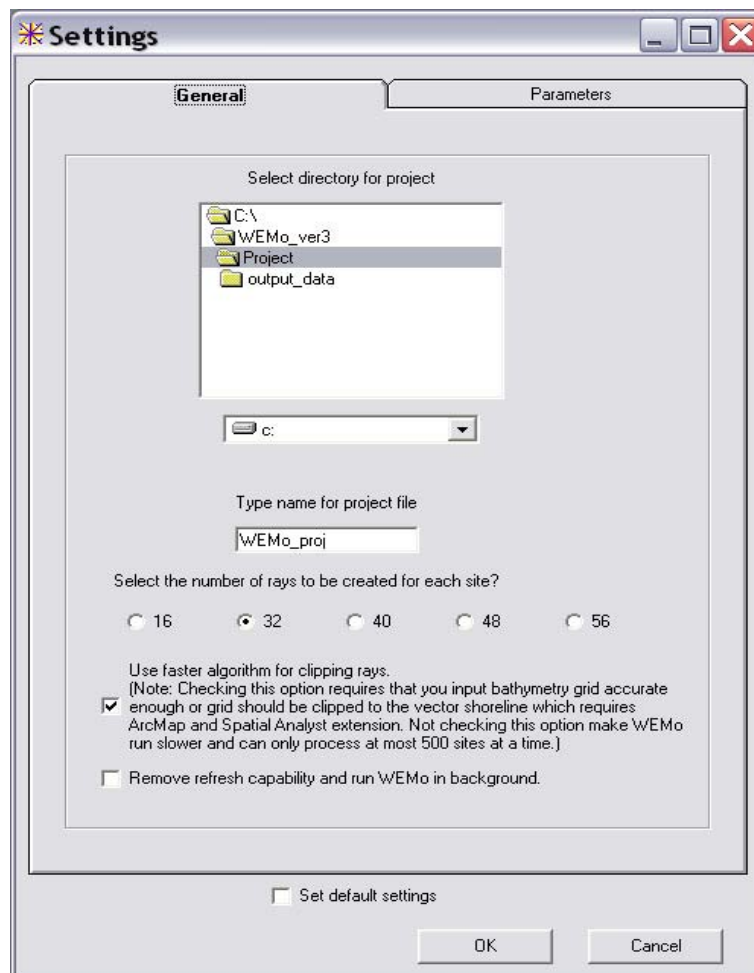 Settings
General
Parameters
Select directory for project
C:\
WEMo_ver3
Project
output_data
c:
Type name for project file
WEMo_proj
Select the number of rays to be created for each site?
16 32 40 48 56
Use faster algorithm for clipping rays.
(Note: Checking this option requires that you input bathymetry grid accurate
enough or grid should be clipped to the vector shoreline which requires
ArcMap and Spatial Analyst extension. Not checking this option make WEMo
run slower and can only process at most 500 sites at a time.)
Remove refresh capability and run WEMo in background.
Set default settings
OK
Cancel